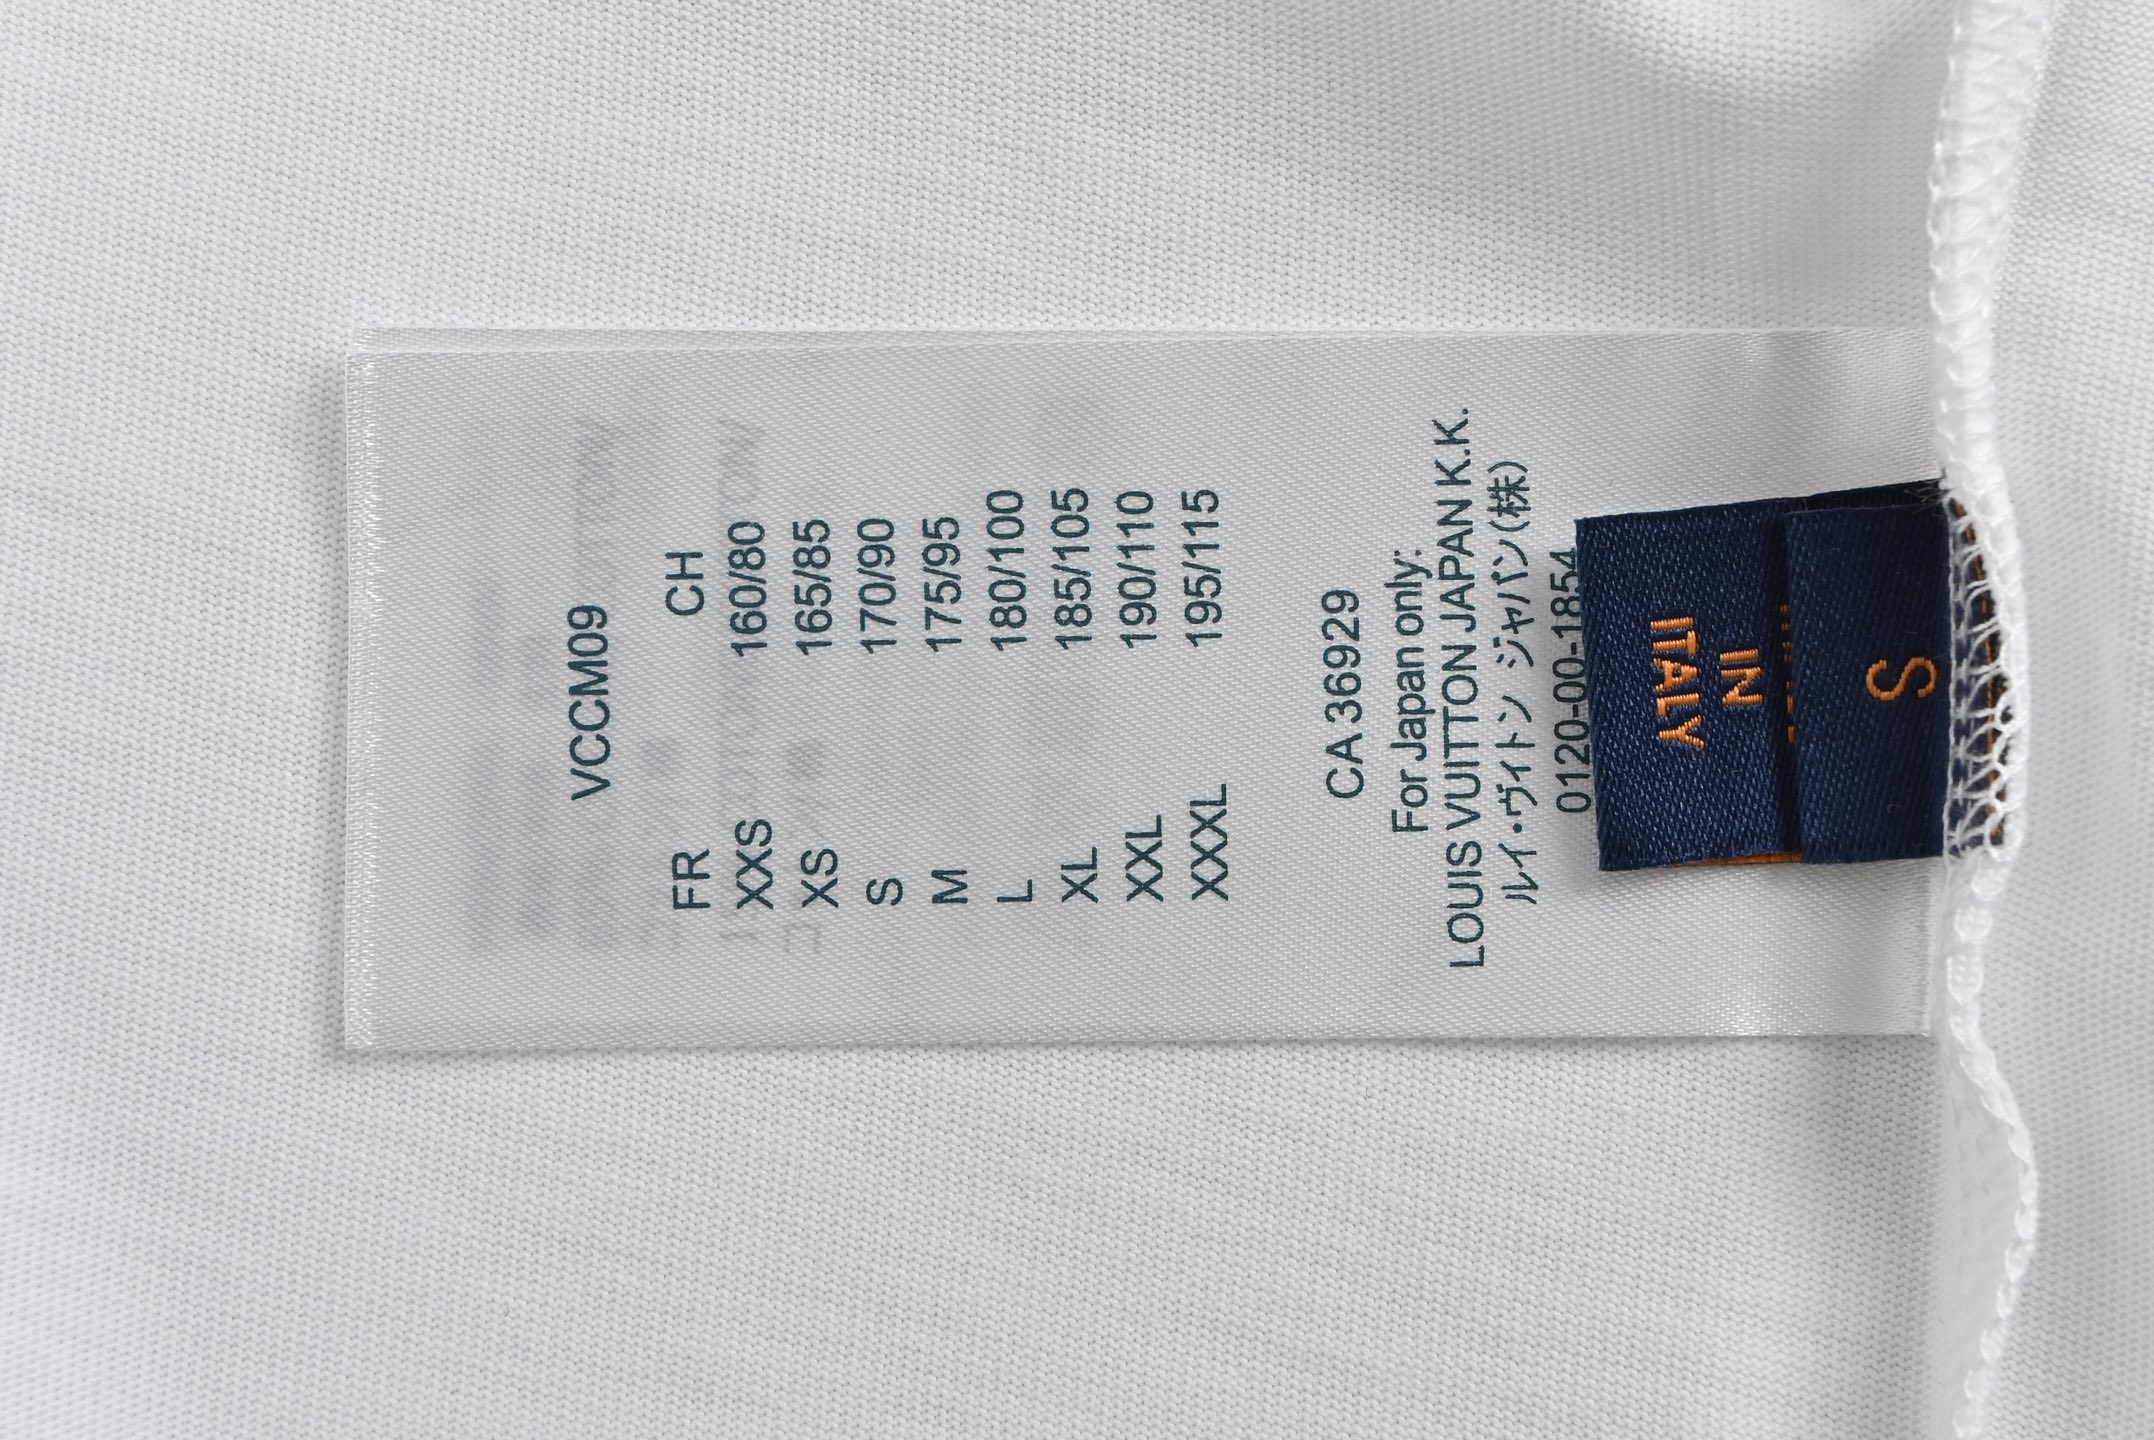 VCCM09
FR CH
XXS 160/80
XS 165/85
S 170/90
M 175/95
L 180/100
XL 185/105
XXL 190/110
XXXL 195/115
CA 36929
For Japan only:
LOUIS VUITTON JAPAN K.K.
ルイ・ヴィトン ジャパン(株)
0120-00-1854
ITALY
IN
S